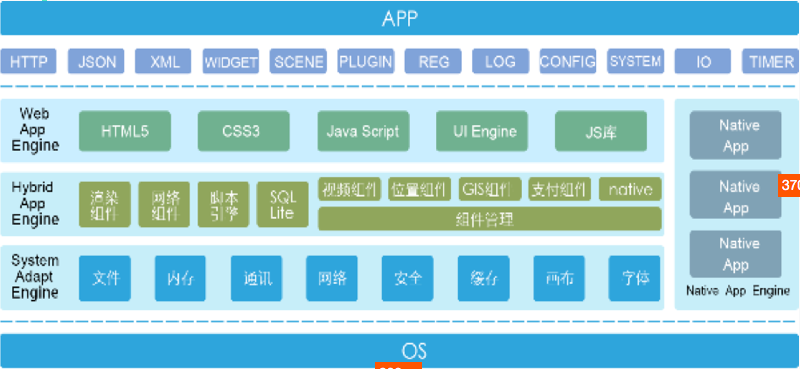 APP
HTTP JSON XML WIDGET SCENE PLUGIN REG LOG CONFIG SYSTEM IO TIMER
Web App Engine
HTML5 CSS3 Java Script UI Engine JS库
Hybrid App Engine
渲染组件 网络组件 脚本引擎 SQL Lite
视频组件 位置组件 GIS组件 支付组件 native
组件管理
System Adapt Engine
文件 内存 通讯 网络 安全 缓存 画布 字体
Native App
Native App
370
Native App
Native App Engine
OS